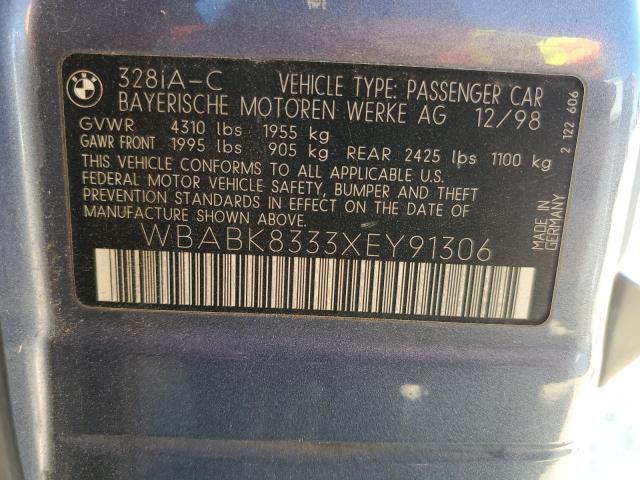 BMW
328iA-C VEHICLE TYPE: PASSENGER CAR
BAYERISCHE MOTOREN WERKE AG 12/98
GVWR 4310 lbs 1955 kg
GAWR FRONT 1995 lbs 905 kg REAR 2425 lbs 1100 kg
THIS VEHICLE CONFORMS TO ALL APPLICABLE U.S.
FEDERAL MOTOR VEHICLE SAFETY, BUMPER AND THEFT
PREVENTION STANDARDS IN EFFECT ON THE DATE OF
MANUFACTURE SHOWN ABOVE.
WBABK8333XEY91306
2 122 606
MADE IN
GERMANY